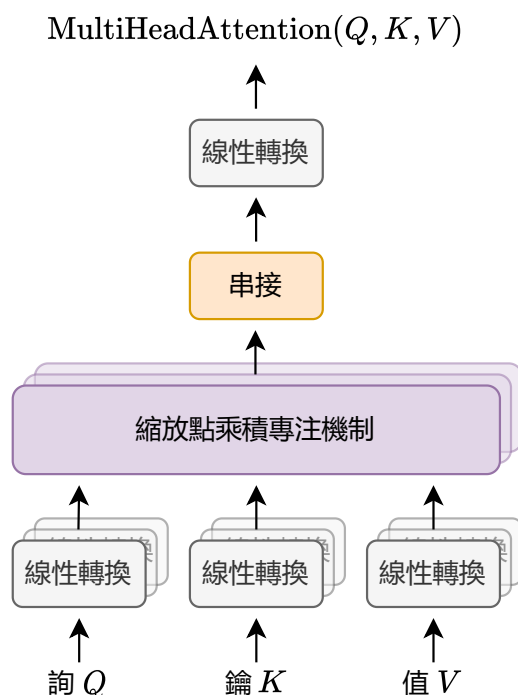 MultiHeadAttention(Q, K, V)
線性轉換
串接
縮放點乘積專注機制
線性轉換 線性轉換 線性轉換
詢 Q 鑰 K 值 V